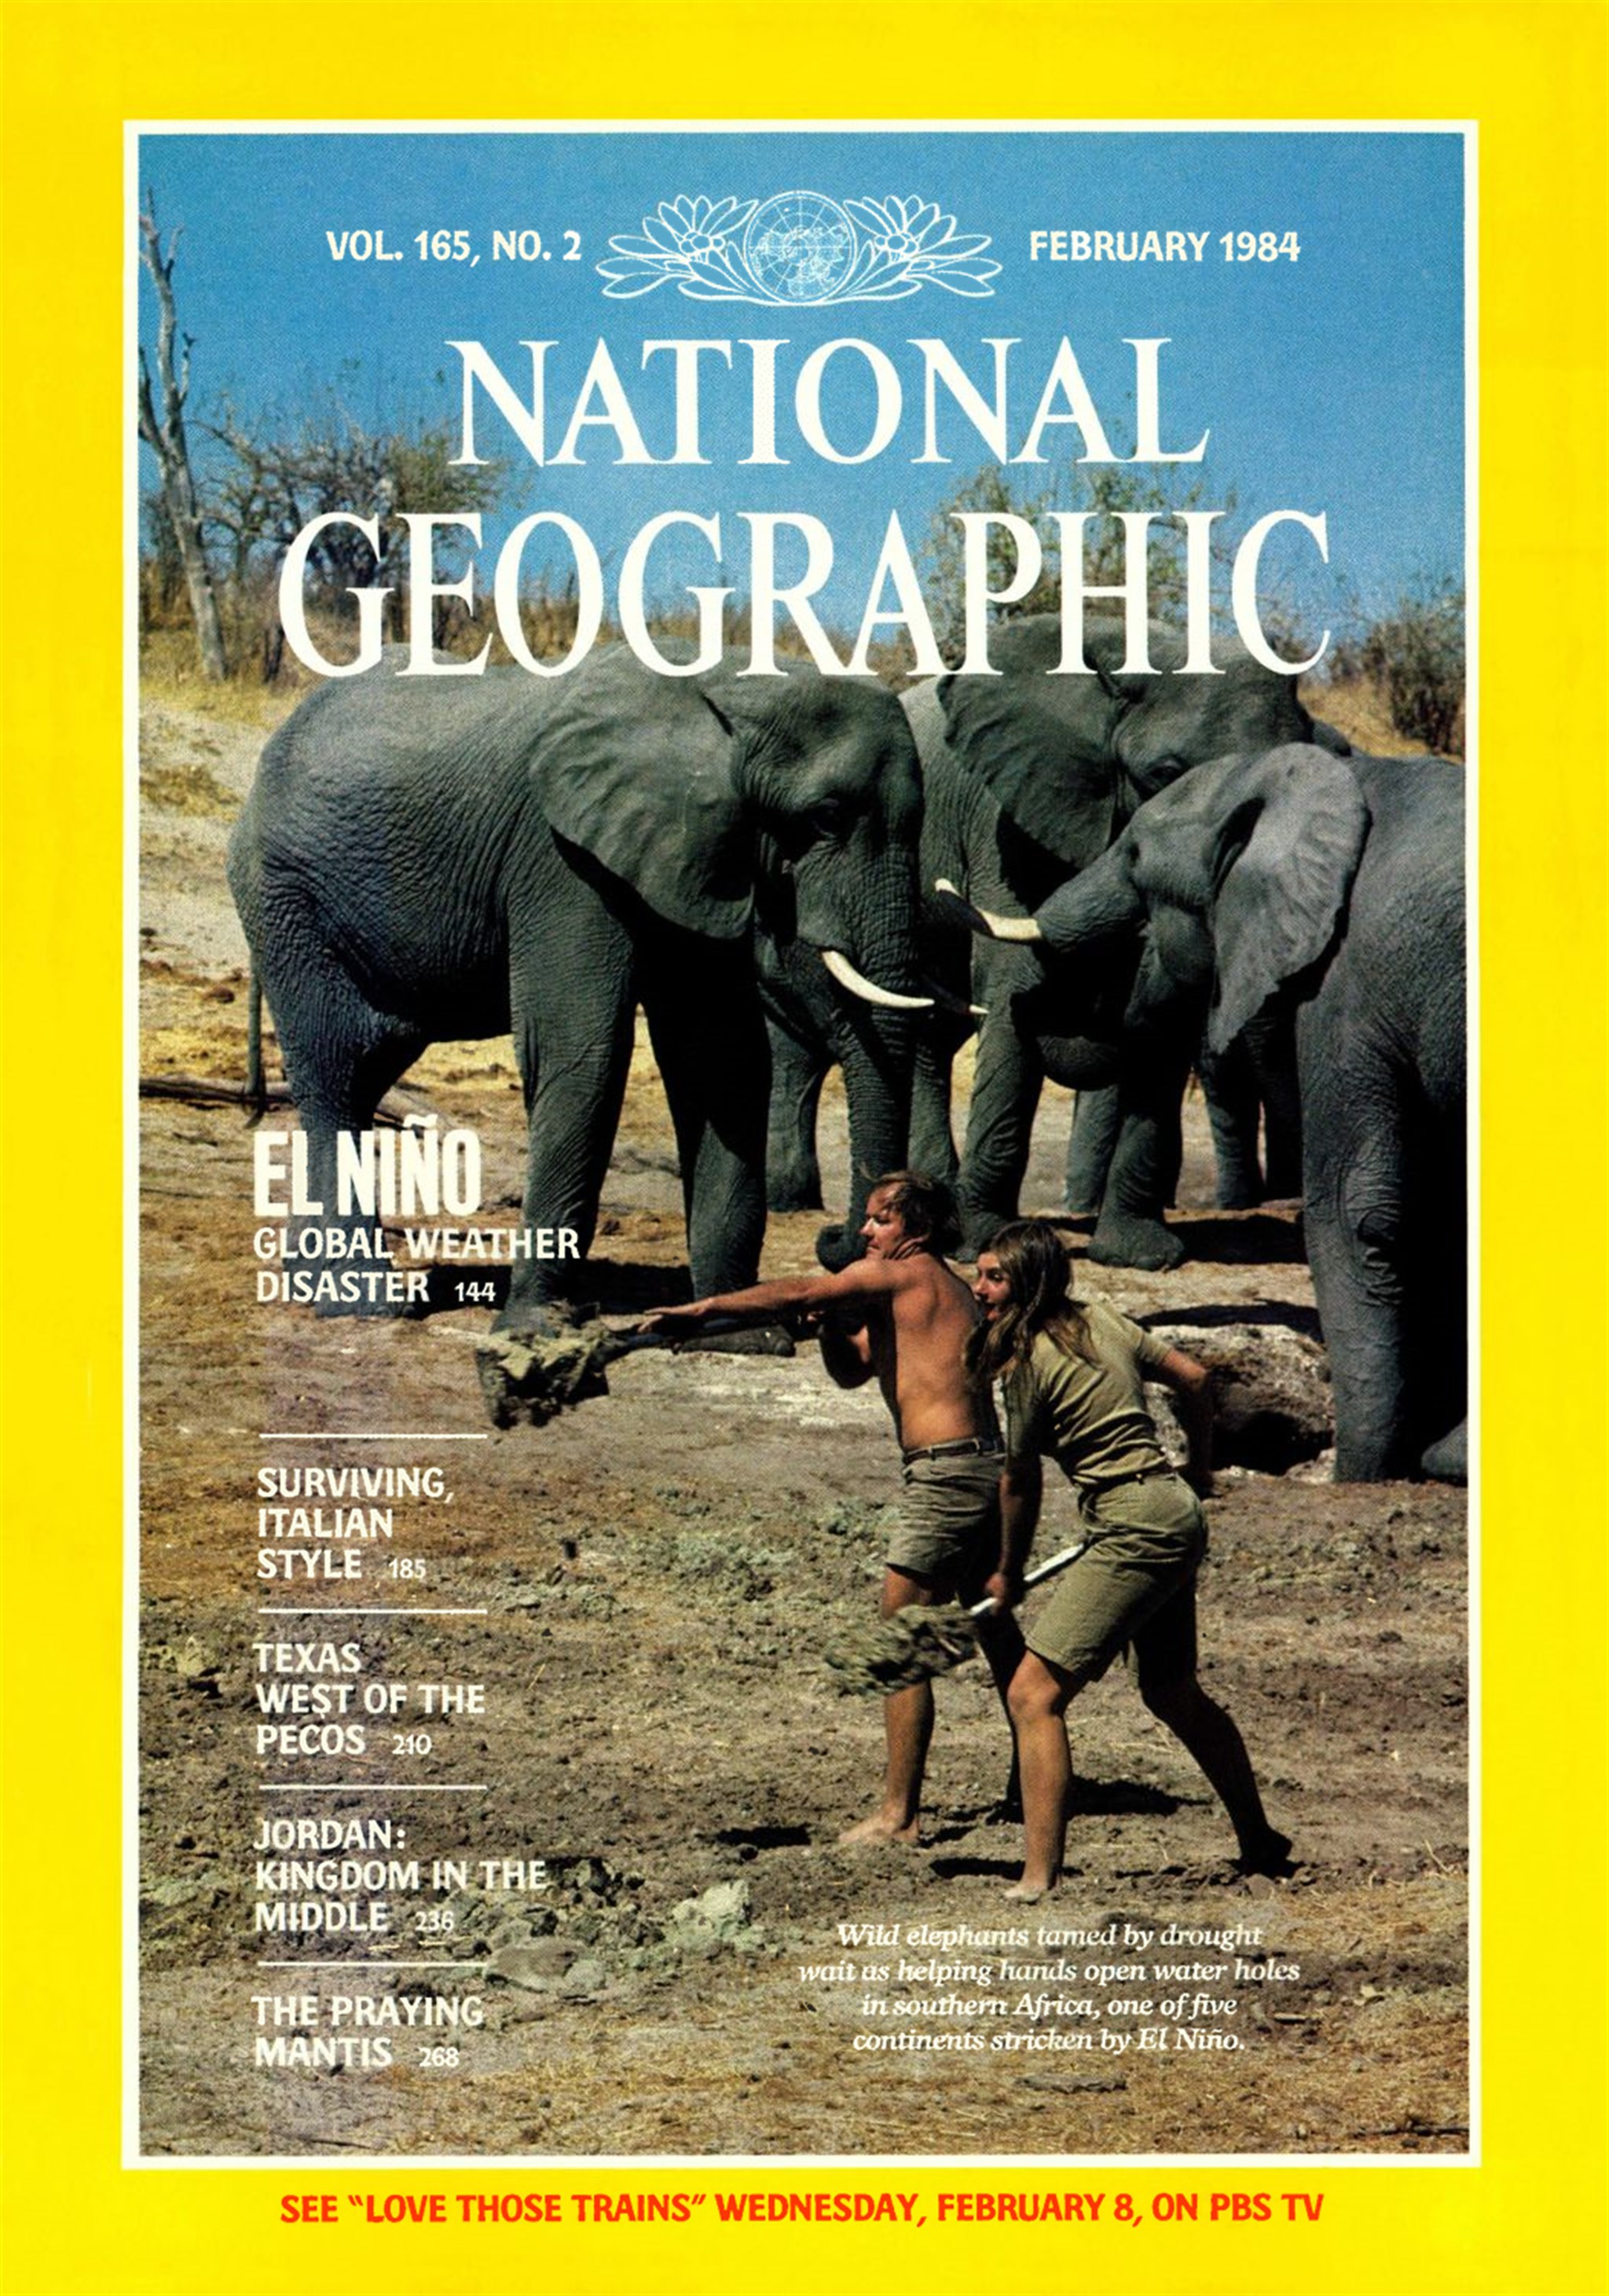 VOL. 165, NO. 2
FEBRUARY 1984
NATIONAL
GEOGRAPHIC
EL NIÑO
GLOBAL WEATHER
DISASTER 144
SURVIVING,
ITALIAN
STYLE 185
TEXAS
WEST OF THE
PECOS 210
JORDAN:
KINGDOM IN THE
MIDDLE 236
THE PRAYING
MANTIS 268
Wild elephants tamed by drought
wait as helping hands open water holes
in southern Africa, one of five
continents stricken by El Niño.
SEE “LOVE THOSE TRAINS” WEDNESDAY, FEBRUARY 8, ON PBS TV